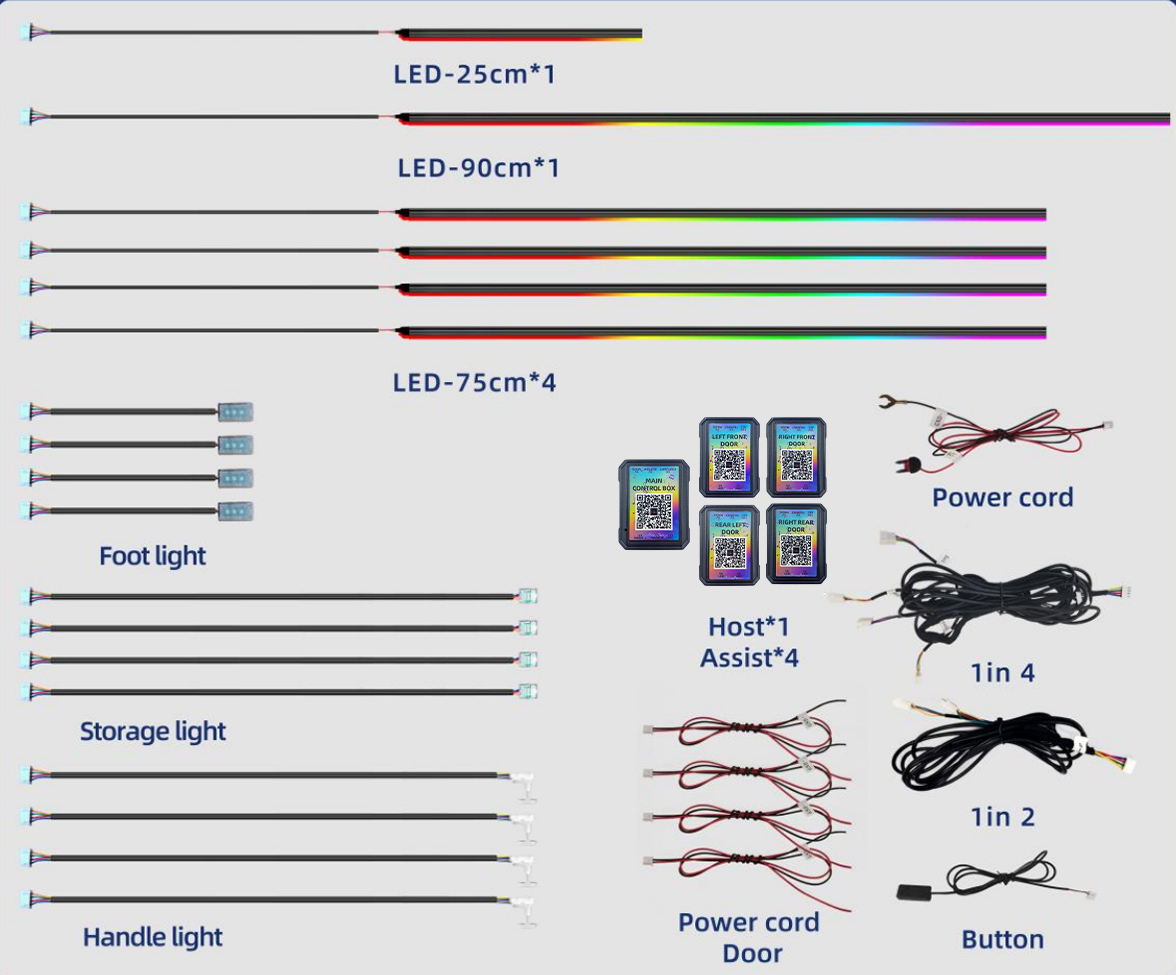 LED-25cm*1
LED-90cm*1
LED-75cm*4
Foot light
Storage light
Handle light
MAIN
CONTROL BOX
LEFT FRONT
DOOR
RIGHT FRONT
DOOR
REAR LEFT
DOOR
RIGHT REAR
DOOR
Host*1
Assist*4
Power cord
Door
Power cord
1in 4
1in 2
Button